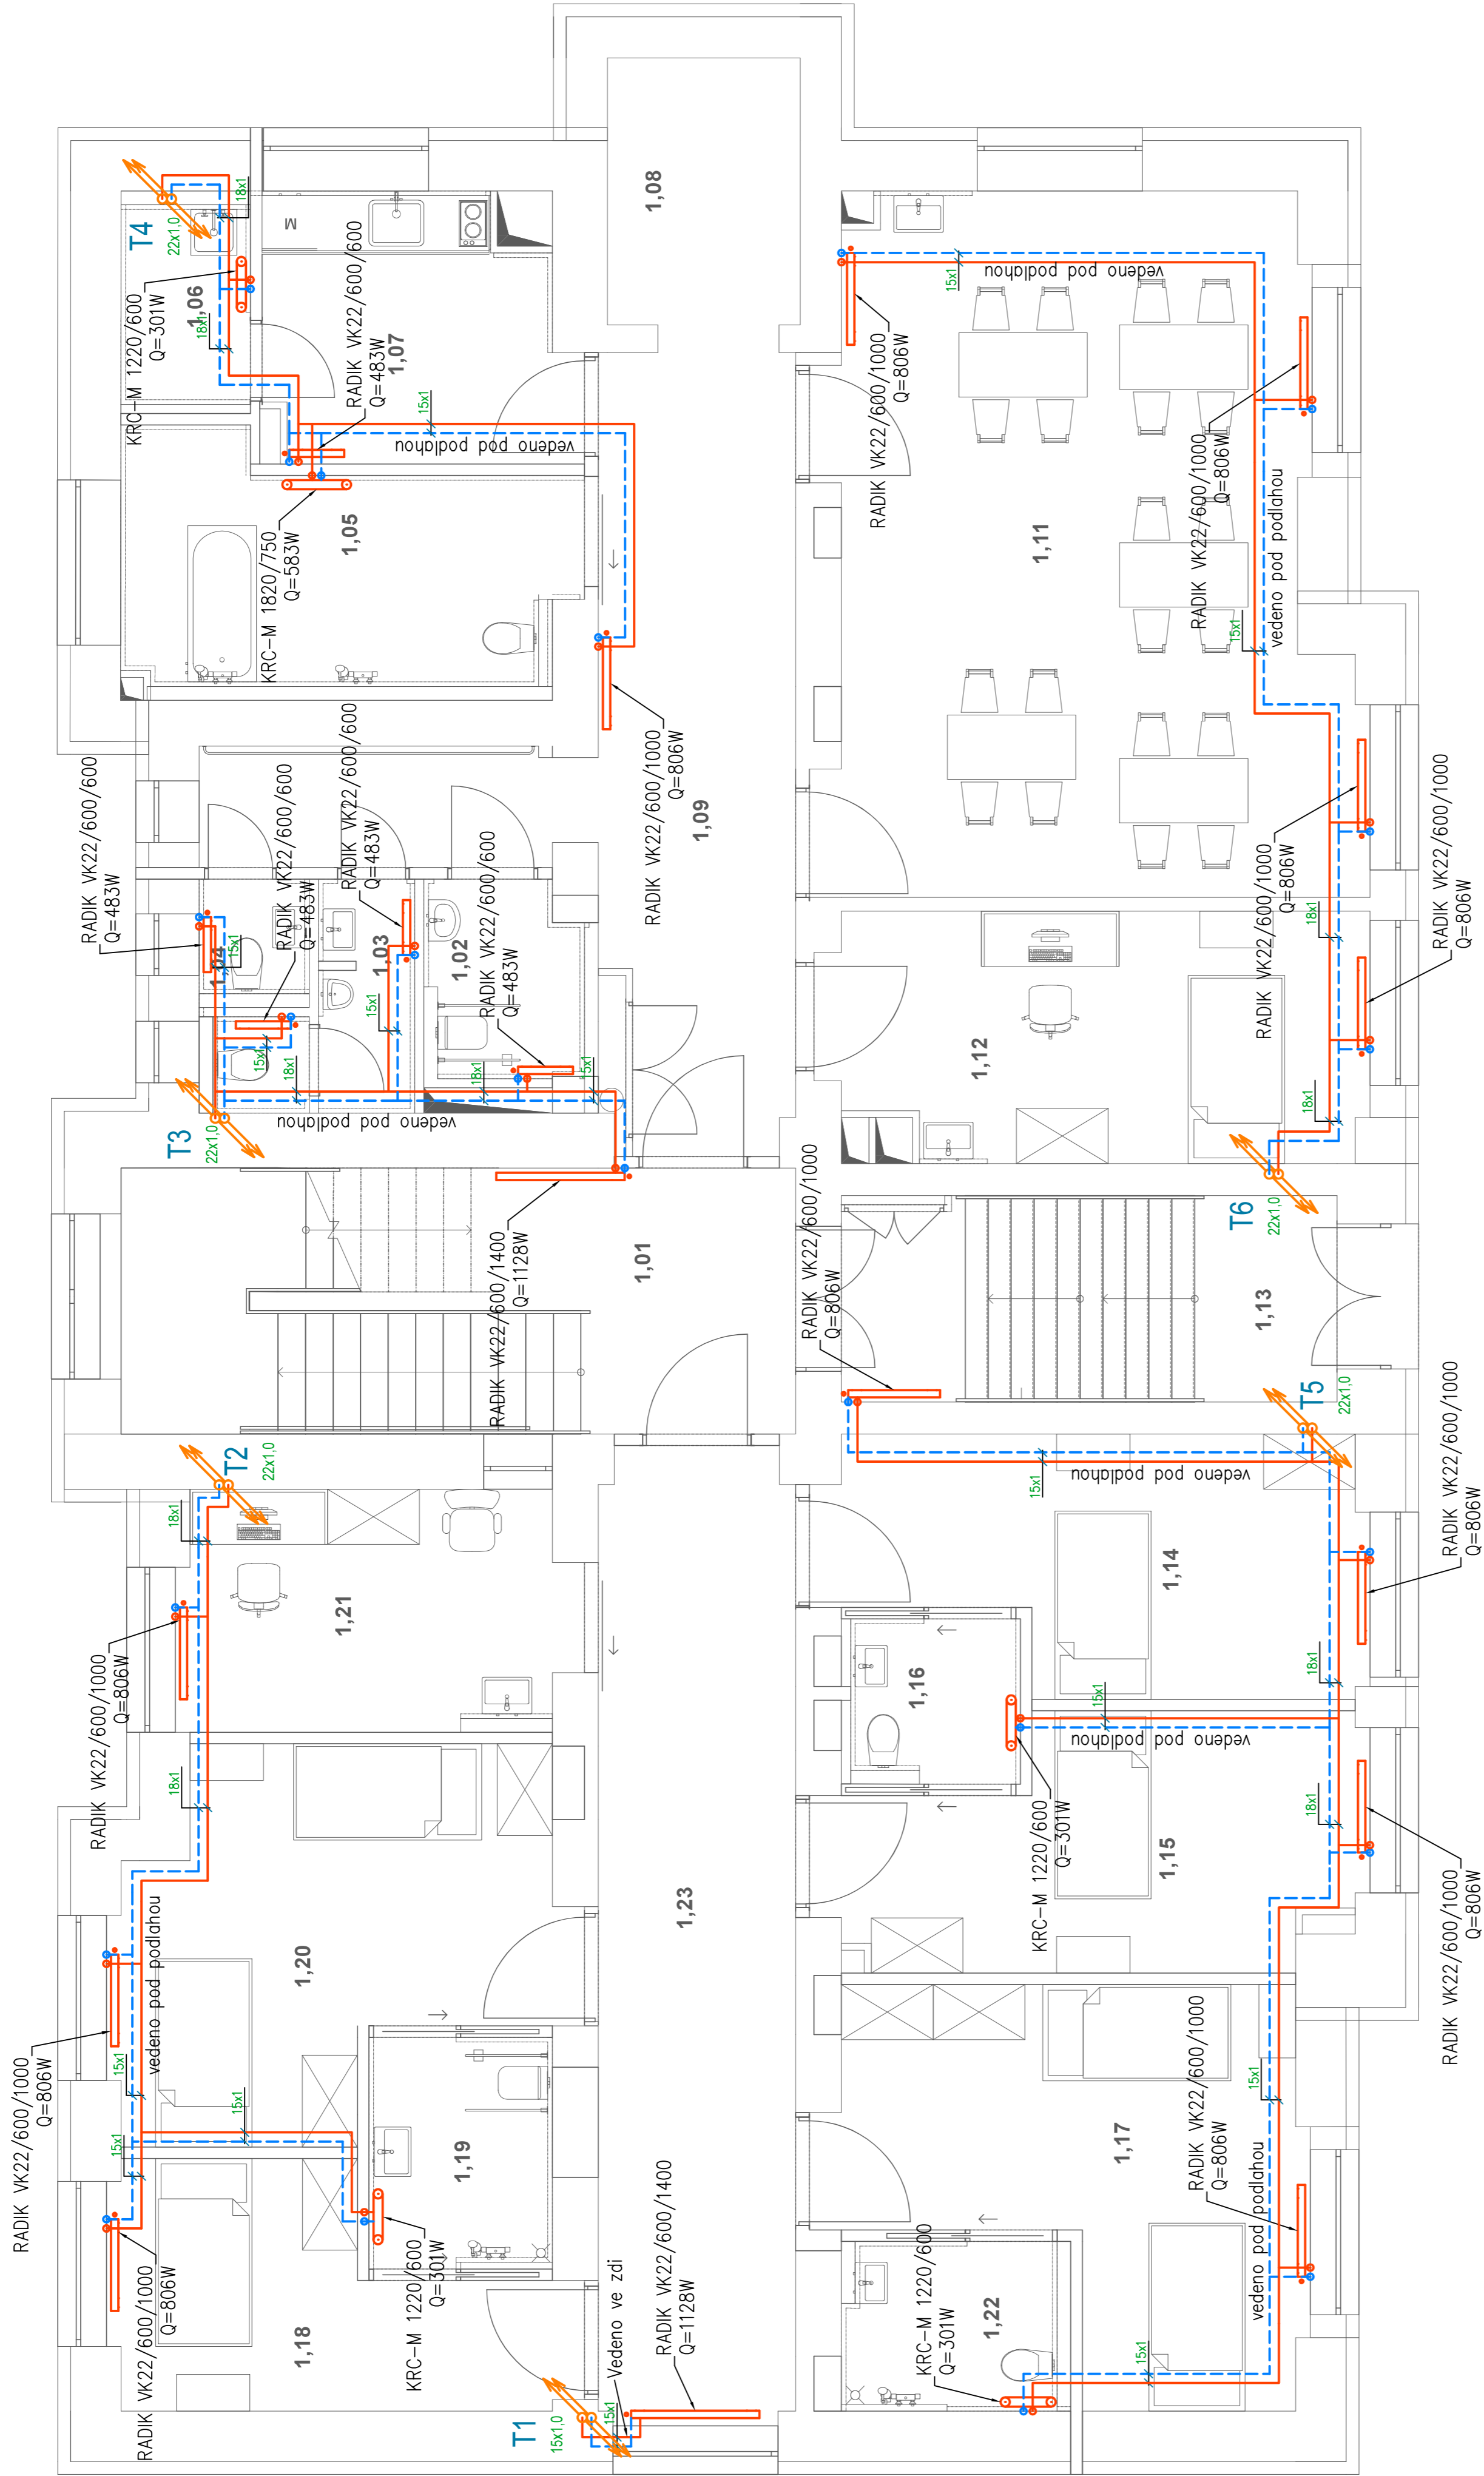 T4
22x1,0
18x1
KRC-M 1220/600
Q=301W
1,06
18x1
RADIK VK22/600/600
Q=483W
1,07
M
15x1
vedeno pod podlahou
KRC-M 1820/750
Q=583W
1,05
1,08
RADIK VK22/600/1000
Q=806W
1,09
RADIK VK22/600/600
Q=483W
1,04
15x1
RADIK VK22/600/600
Q=483W
15x1
18x1
RADIK VK22/600/600
Q=483W
1,03
15x1
1,02
RADIK VK22/600/600
Q=483W
18x1
15x1
T3
22x1,0
vedeno pod podlahou
RADIK VK22/600/1400
Q=1128W
1,01
15x1
vedeno pod podlahou
RADIK VK22/600/1000
Q=806W
1,11
RADIK VK22/600/1000
Q=806W
15x1
vedeno pod podlahou
RADIK VK22/600/1000
Q=806W
18x1
RADIK VK22/600/1000
Q=806W
1,12
18x1
T6
22x1,0
1,13
RADIK VK22/600/1000
Q=806W
T5
22x1,0
15x1
vedeno pod podlahou
RADIK VK22/600/1000
Q=806W
1,14
18x1
1,16
15x1
vedeno pod podlahou
KRC-M 1220/600
Q=301W
18x1
1,15
RADIK VK22/600/1000
Q=806W
T2
22x1,0
18x1
1,21
RADIK VK22/600/1000
Q=806W
18x1
1,20
vedeno pod podlahou
RADIK VK22/600/1000
Q=806W
15x1
15x1
15x1
1,19
KRC-M 1220/600
Q=301W
RADIK VK22/600/1000
Q=806W
1,18
1,23
T1
15x1,0
15x1
Vedeno ve zdi
RADIK VK22/600/1400
Q=1128W
15x1
1,17
RADIK VK22/600/1000
Q=806W
vedeno pod podlahou
1,22
KRC-M 1220/600
Q=301W
15x1